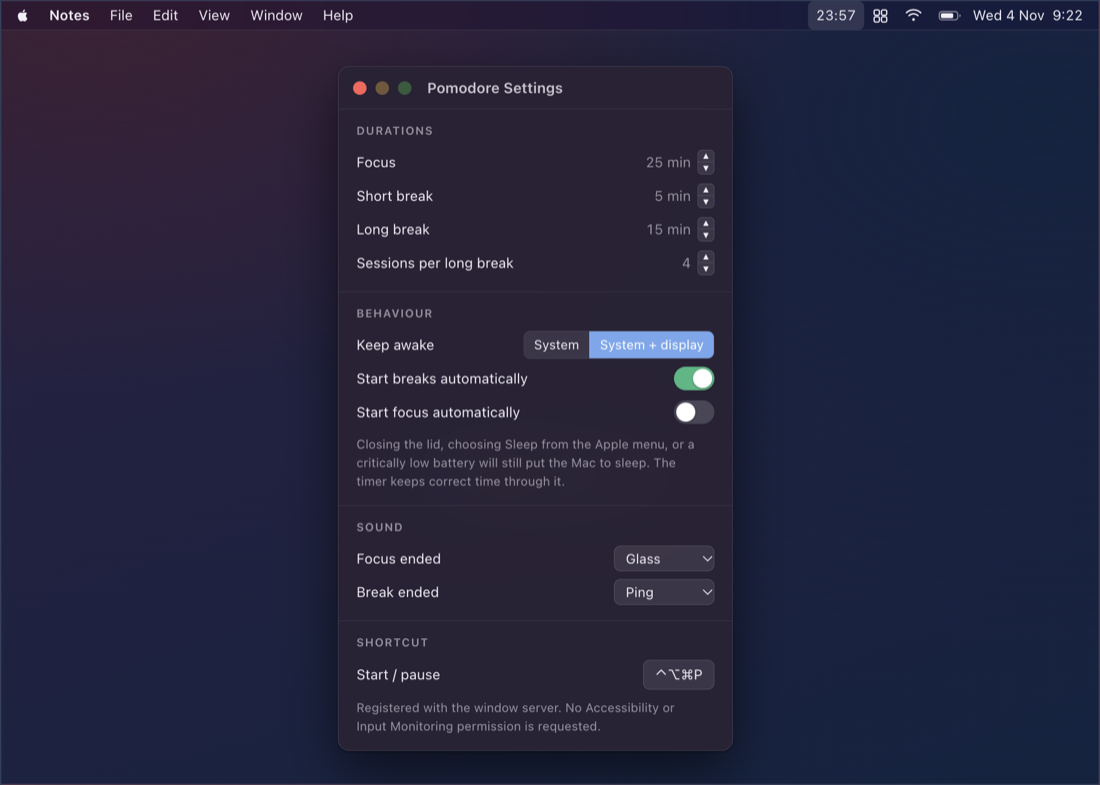 Notes File Edit View Window Help 23:57 Wed 4 Nov 9:22
Pomodore Settings
DURATIONS
Focus 25 min
Short break 5 min
Long break 15 min
Sessions per long break 4
BEHAVIOUR
Keep awake System System + display
Start breaks automatically
Start focus automatically
Closing the lid, choosing Sleep from the Apple menu, or a
critically low battery will still put the Mac to sleep. The
timer keeps correct time through it.
SOUND
Focus ended Glass
Break ended Ping
SHORTCUT
Start / pause ^⌥⌘P
Registered with the window server. No Accessibility or
Input Monitoring permission is requested.